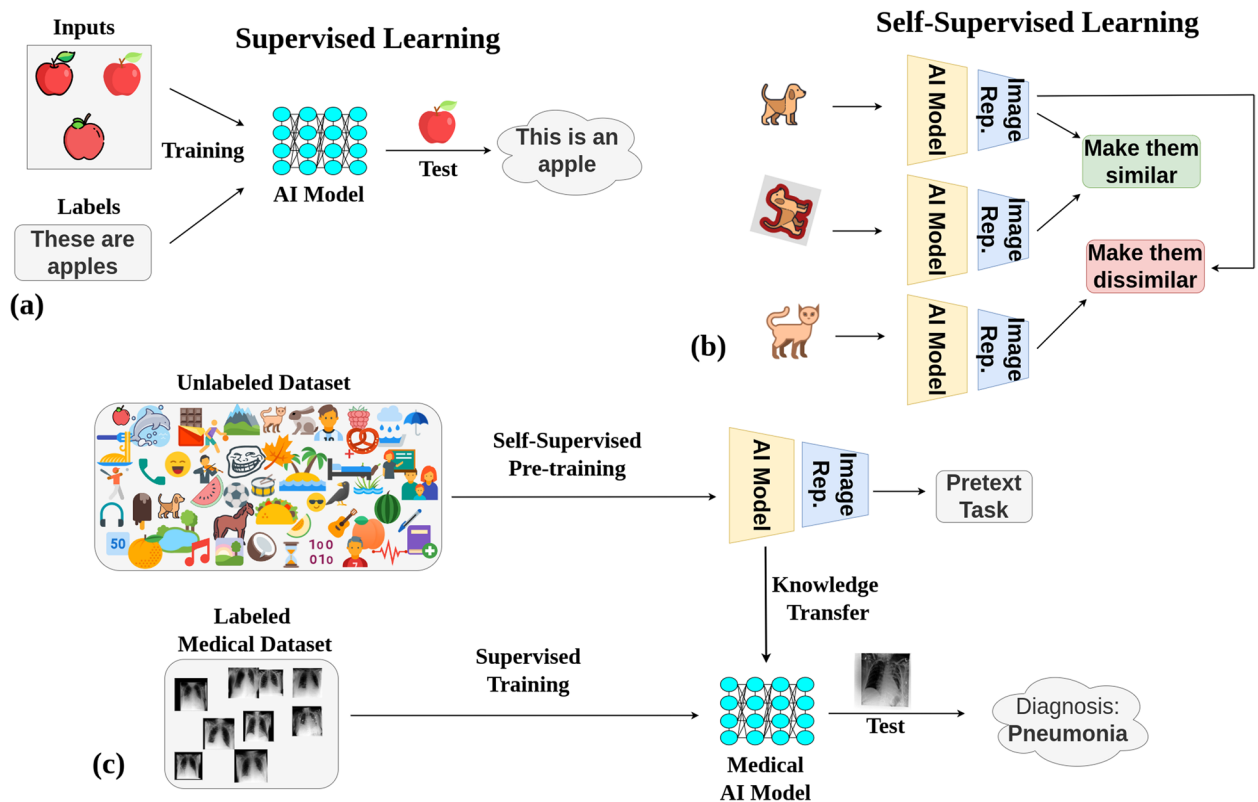 Inputs
Supervised Learning
Training
AI Model
Test
This is an
apple
Labels
These are
apples
(a)
Self-Supervised Learning
AI Model
Image
Rep.
AI Model
Image
Rep.
AI Model
Image
Rep.
Make them
similar
Make them
dissimilar
(b)
Unlabeled Dataset
50
100
010
Self-Supervised
Pre-training
AI Model
Image
Rep.
Pretext
Task
Knowledge
Transfer
Labeled
Medical Dataset
Supervised
Training
Medical
AI Model
Test
Diagnosis:
Pneumonia
(c)